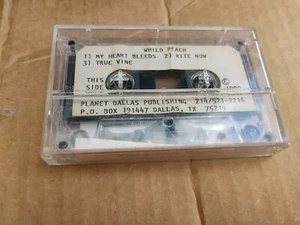 WHILD PEACH
1) MY HEART BLEEDS 2) RITE NOW
3) TRUE VINE
THIS
SIDE
PLANET DALLAS PUBLISHING 214/521-2216
P.O. BOX 191447 DALLAS, TX 75219